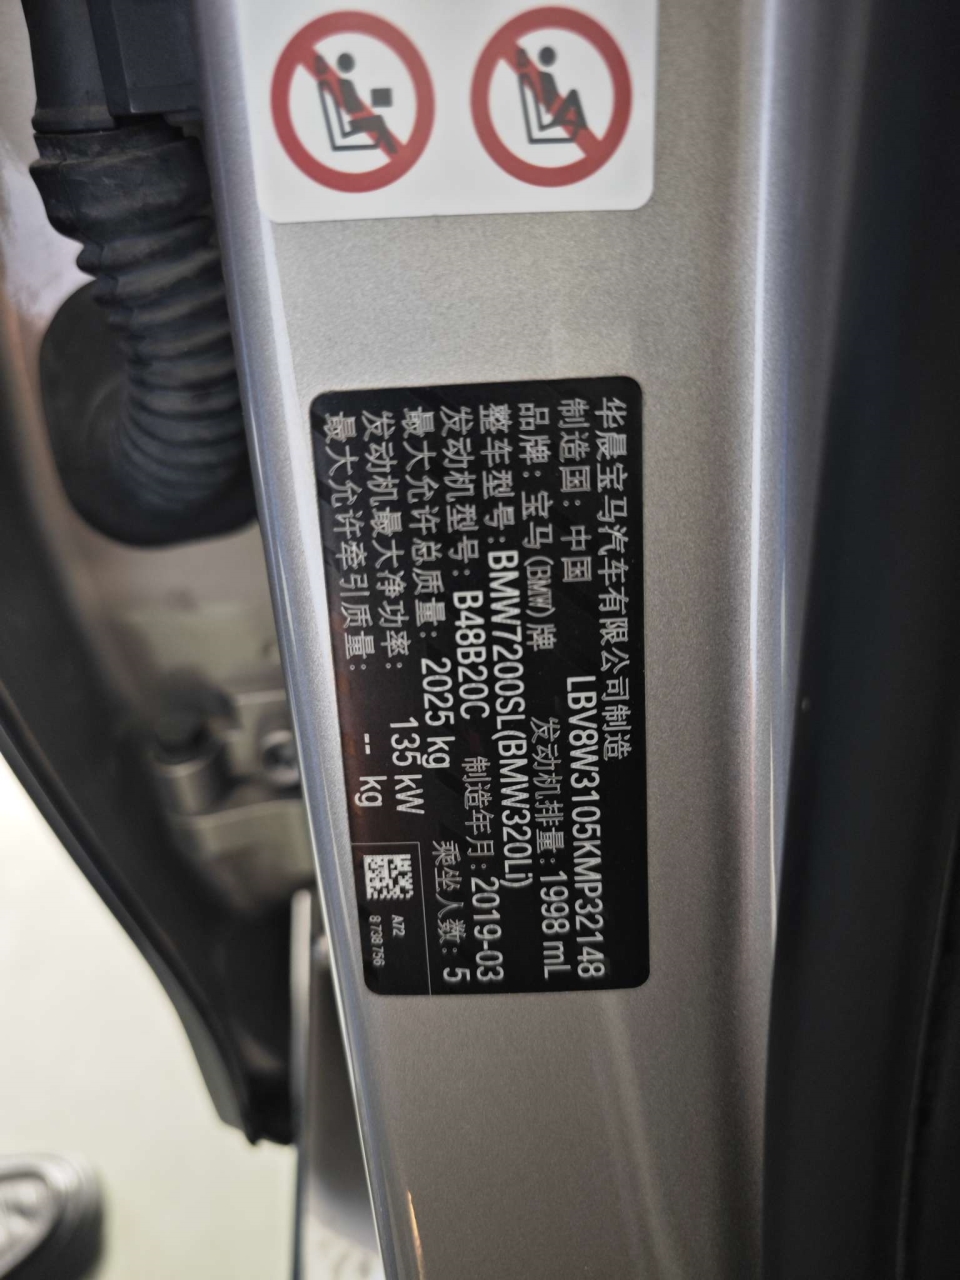 华晨宝马汽车有限公司制造
制造国：中国 LBV8W3105KMP32148
品牌：宝马(BMW)牌 发动机排量：1998 mL
整车型号：BMW7200SL(BMW320Li)
发动机型号：B48B20C 制造年月：2019-03
最大允许总质量：2025 kg 乘坐人数：5
发动机最大净功率：135 kW
最大允许牵引质量：-- kg
A72
8 738 756